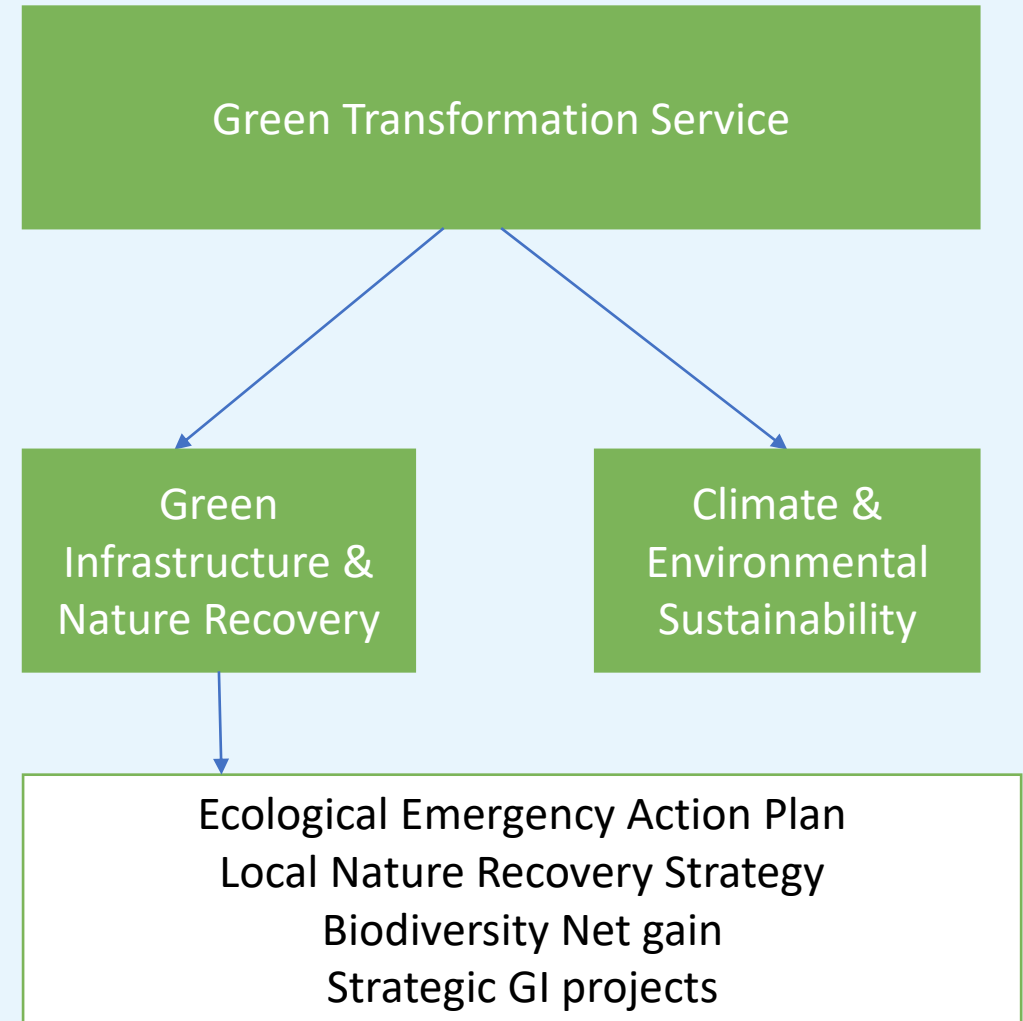 Green Transformation Service
Green
Infrastructure &
Nature Recovery
Climate &
Environmental
Sustainability
Ecological Emergency Action Plan
Local Nature Recovery Strategy
Biodiversity Net gain
Strategic GI projects